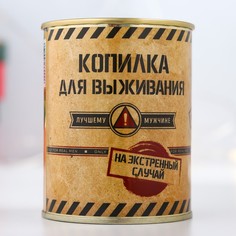 КОПИЛКА
ДЛЯ ВЫЖИВАНИЯ
ЛУЧШЕМУ
МУЖЧИНЕ
НА ЭКСТРЕННЫЙ
СЛУЧАЙ